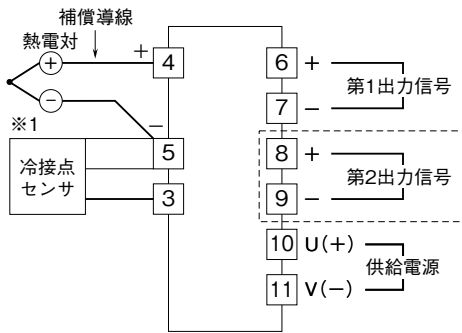 補償導線
熱電対
+
+
4
−
−
※1
5
冷接点
センサ
3
6
+
第1出力信号
7
−
8
+
第2出力信号
9
−
10
U(+)
供給電源
11
V(−)